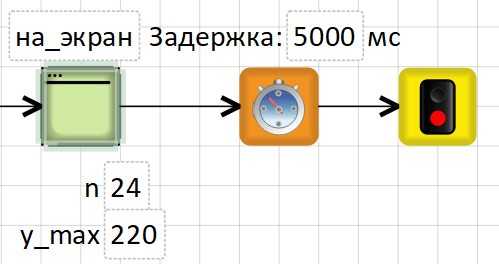 на_экран Задержка: 5000 мс
n 24
y_max 220